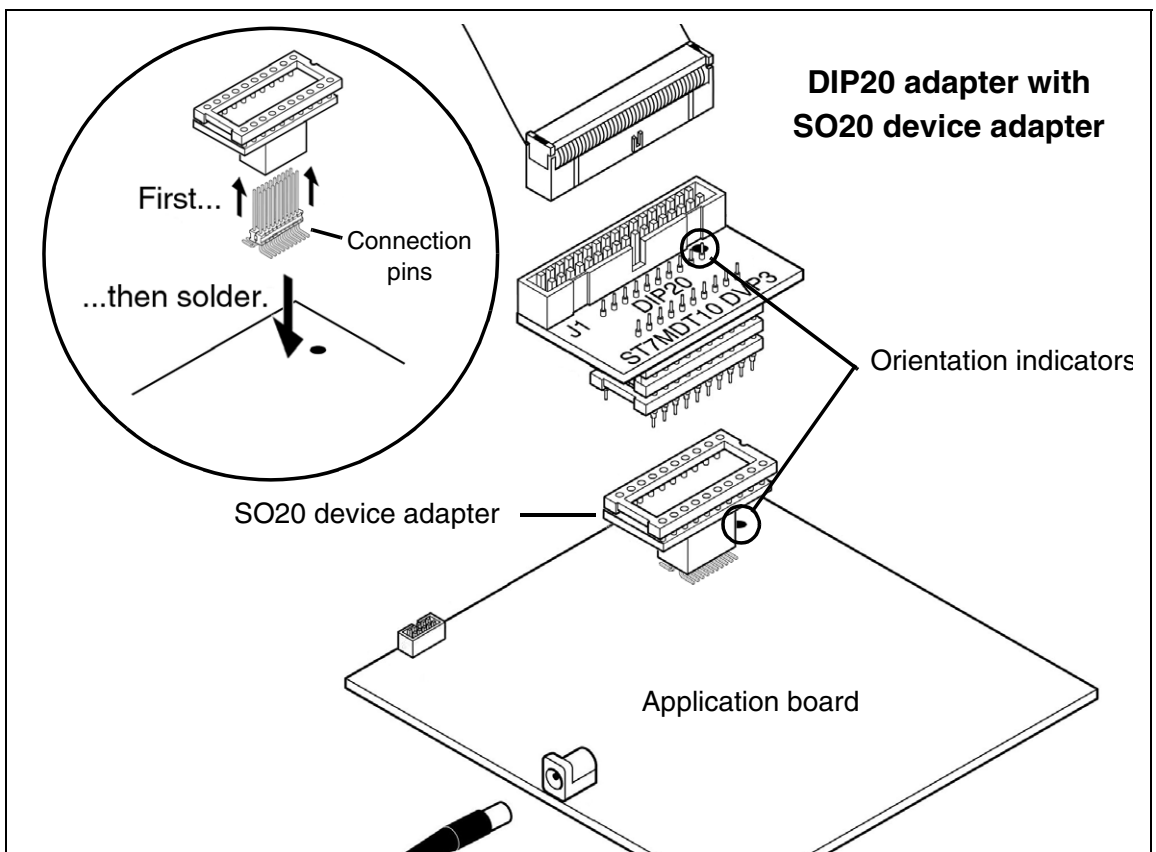 DIP20 adapter with
SO20 device adapter
First...
Connection
pins
...then solder.
J1
DIP20
ST7MDT10 DVP3
Orientation indicators
SO20 device adapter
Application board